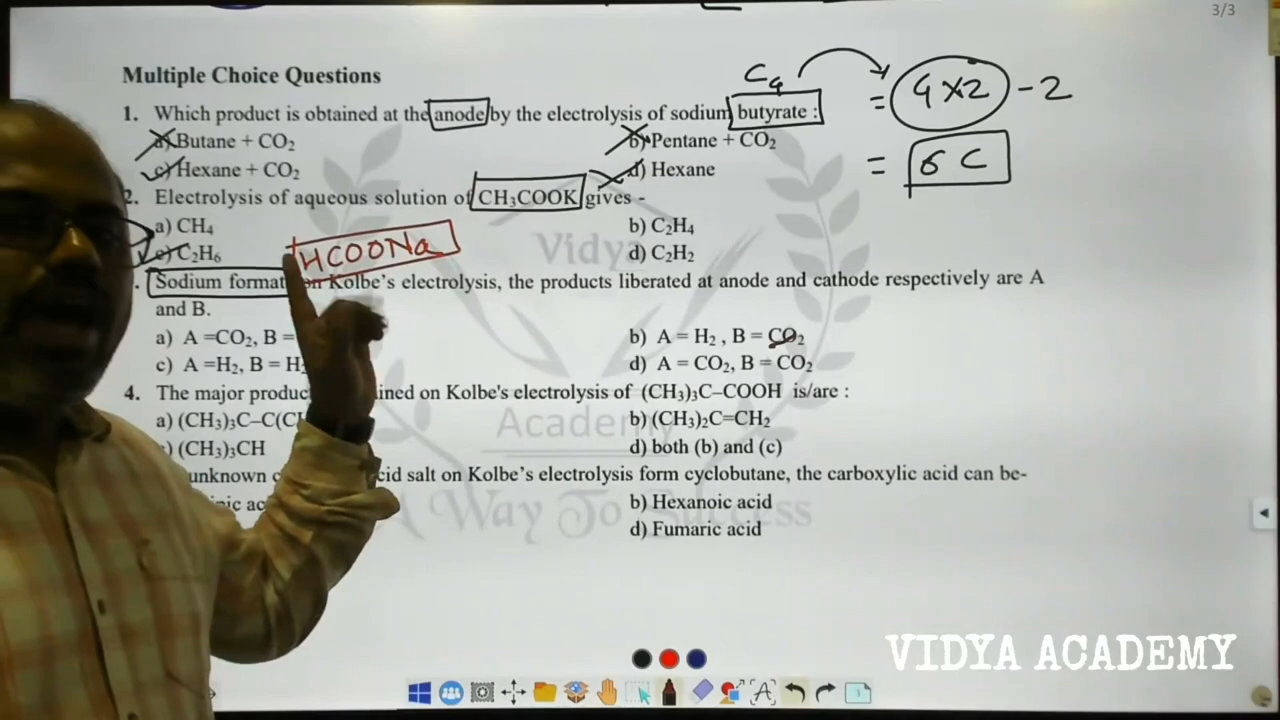 3/3
Multiple Choice Questions
C4
= 4×2 - 2
1. Which product is obtained at the anode by the electrolysis of sodium butyrate :
a) Butane + CO2 b) Pentane + CO2
c) Hexane + CO2 d) Hexane
= 6 C
2. Electrolysis of aqueous solution of CH3COOK gives -
a) CH4 b) C2H4
c) C2H6 d) C2H2
HCOONa
Vidya
Sodium format on Kolbe's electrolysis, the products liberated at anode and cathode respectively are A
and B.
a) A =CO2, B = b) A = H2 , B = CO2
c) A =H2, B = H d) A = CO2, B = CO2
4. The major produc ined on Kolbe's electrolysis of (CH3)3C–COOH is/are :
a) (CH3)3C–C(C b) (CH3)2C=CH2
Academy
) (CH3)3CH d) both (b) and (c)
unknown c cid salt on Kolbe's electrolysis form cyclobutane, the carboxylic acid can be-
nic ac b) Hexanoic acid
A Way To Success
d) Fumaric acid
VIDYA ACADEMY